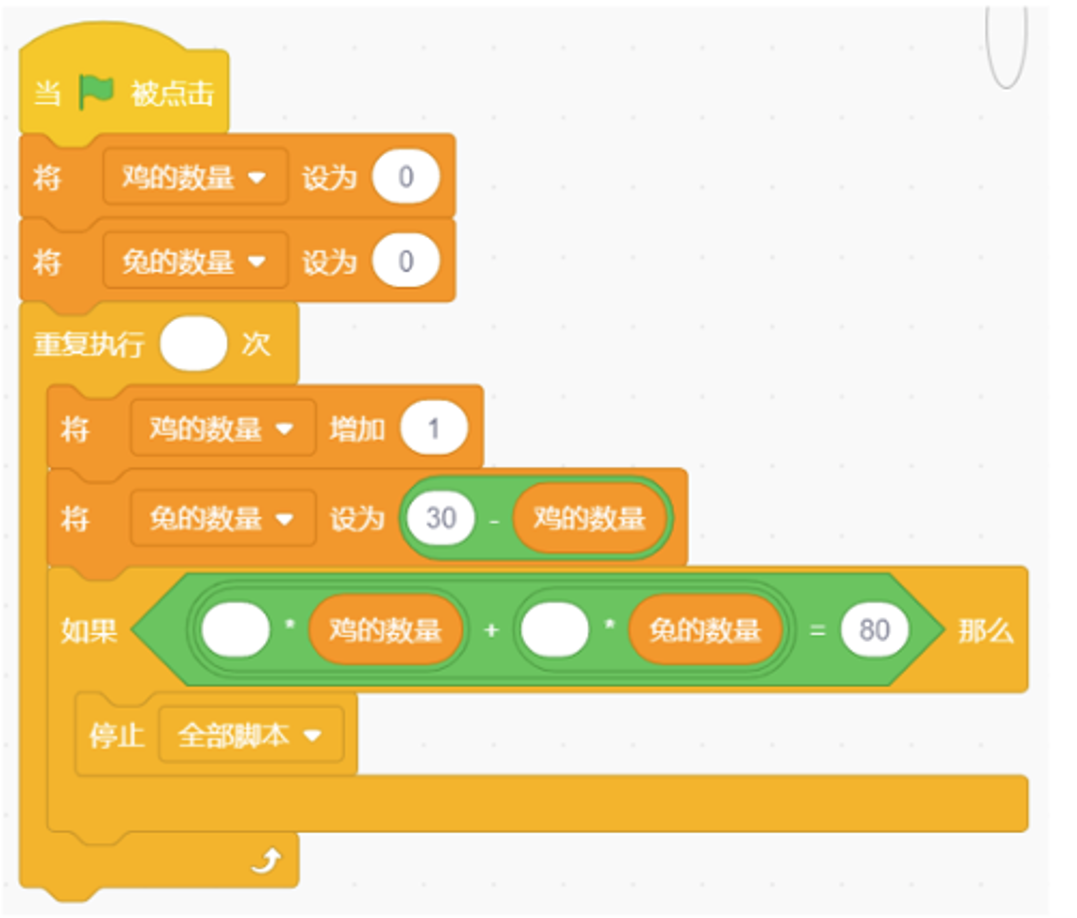 当 被点击
将 鸡的数量 设为 0
将 兔的数量 设为 0
重复执行 次
将 鸡的数量 增加 1
将 兔的数量 设为 30 - 鸡的数量
如果 * 鸡的数量 + * 兔的数量 = 80 那么
停止 全部脚本